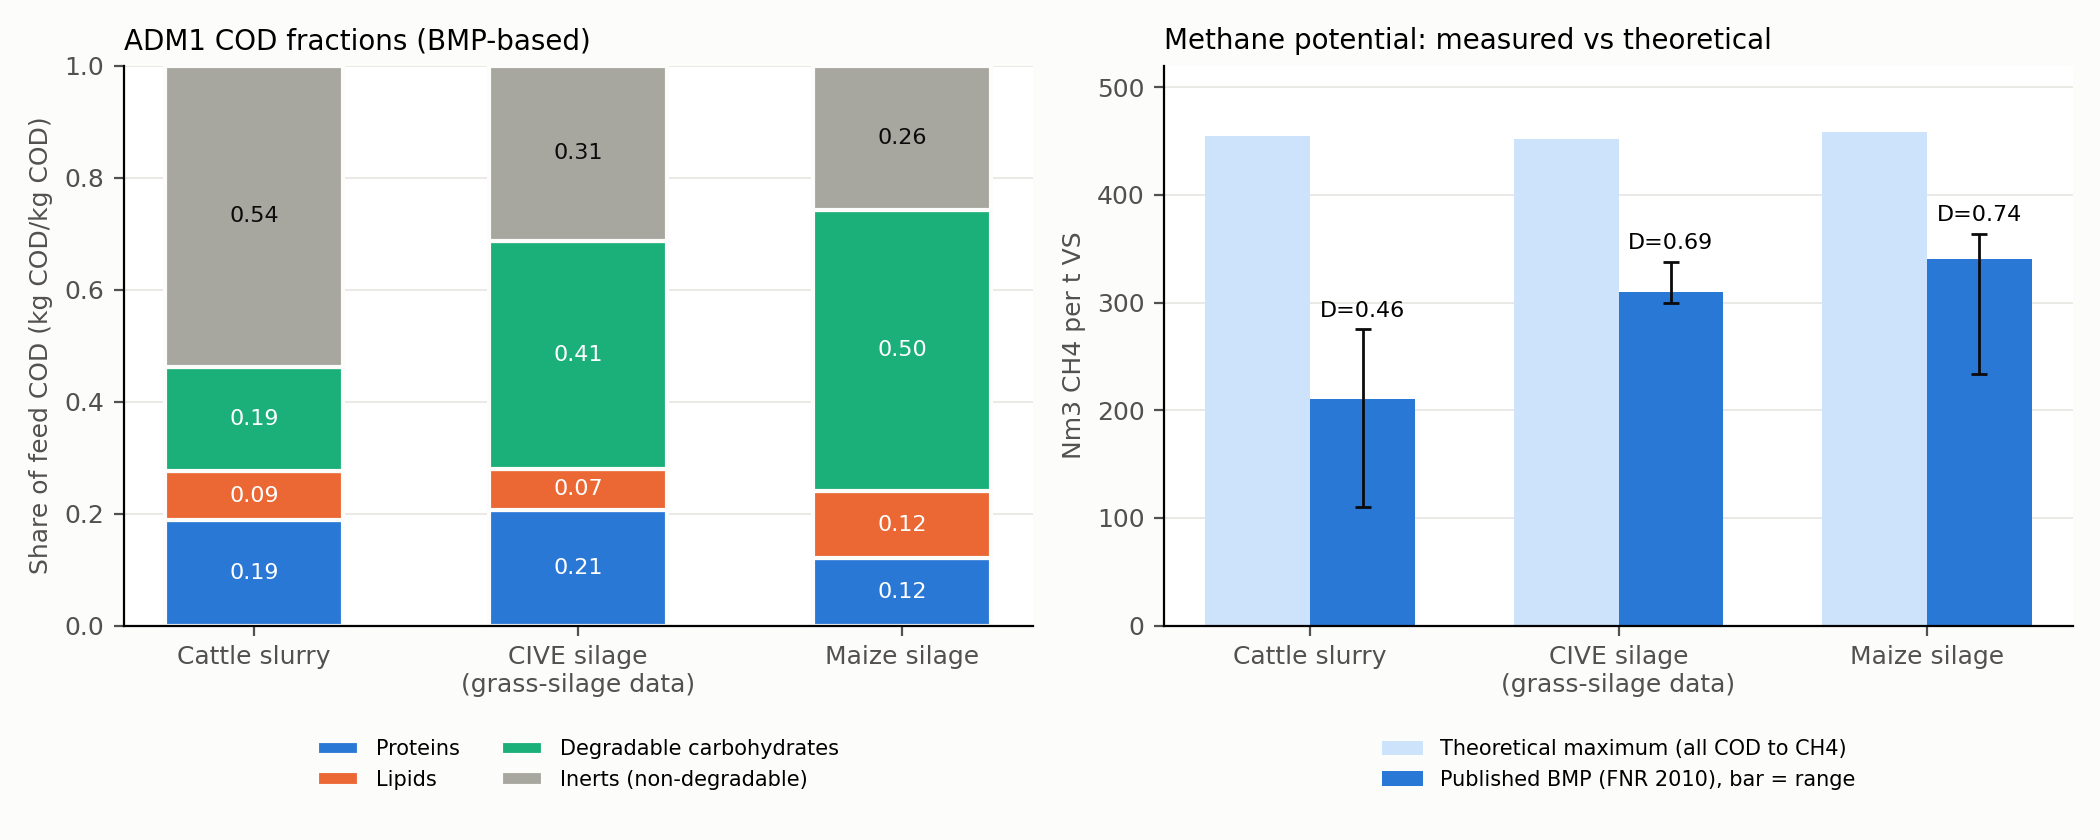 ADM1 COD fractions (BMP-based)
Share of feed COD (kg COD/kg COD)
1.0
0.8
0.6
0.4
0.2
0.0
0.54
0.19
0.09
0.19
0.31
0.41
0.07
0.21
0.26
0.50
0.12
0.12
Cattle slurry
CIVE silage
(grass-silage data)
Maize silage
Proteins
Lipids
Degradable carbohydrates
Inerts (non-degradable)
Methane potential: measured vs theoretical
Nm3 CH4 per t VS
500
400
300
200
100
0
D=0.46
D=0.69
D=0.74
Cattle slurry
CIVE silage
(grass-silage data)
Maize silage
Theoretical maximum (all COD to CH4)
Published BMP (FNR 2010), bar = range